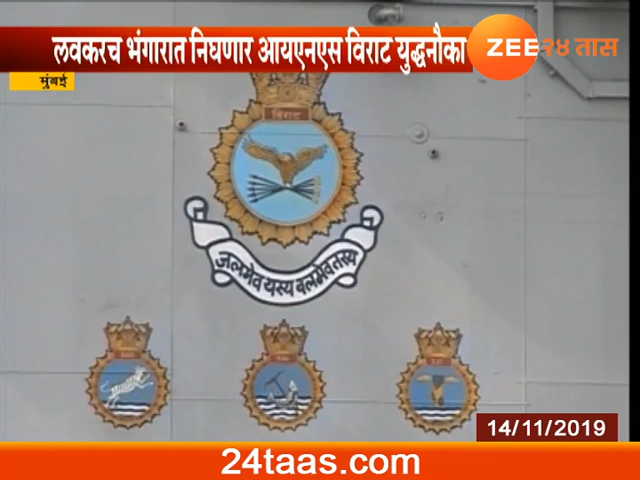 लवकरच भंगारात निघणार आयएनएस विराट युद्धनौका
ZEE२४ तास
मुंबई
विराट
जलमेव यस्य बलमेव तस्य
14/11/2019
24taas.com